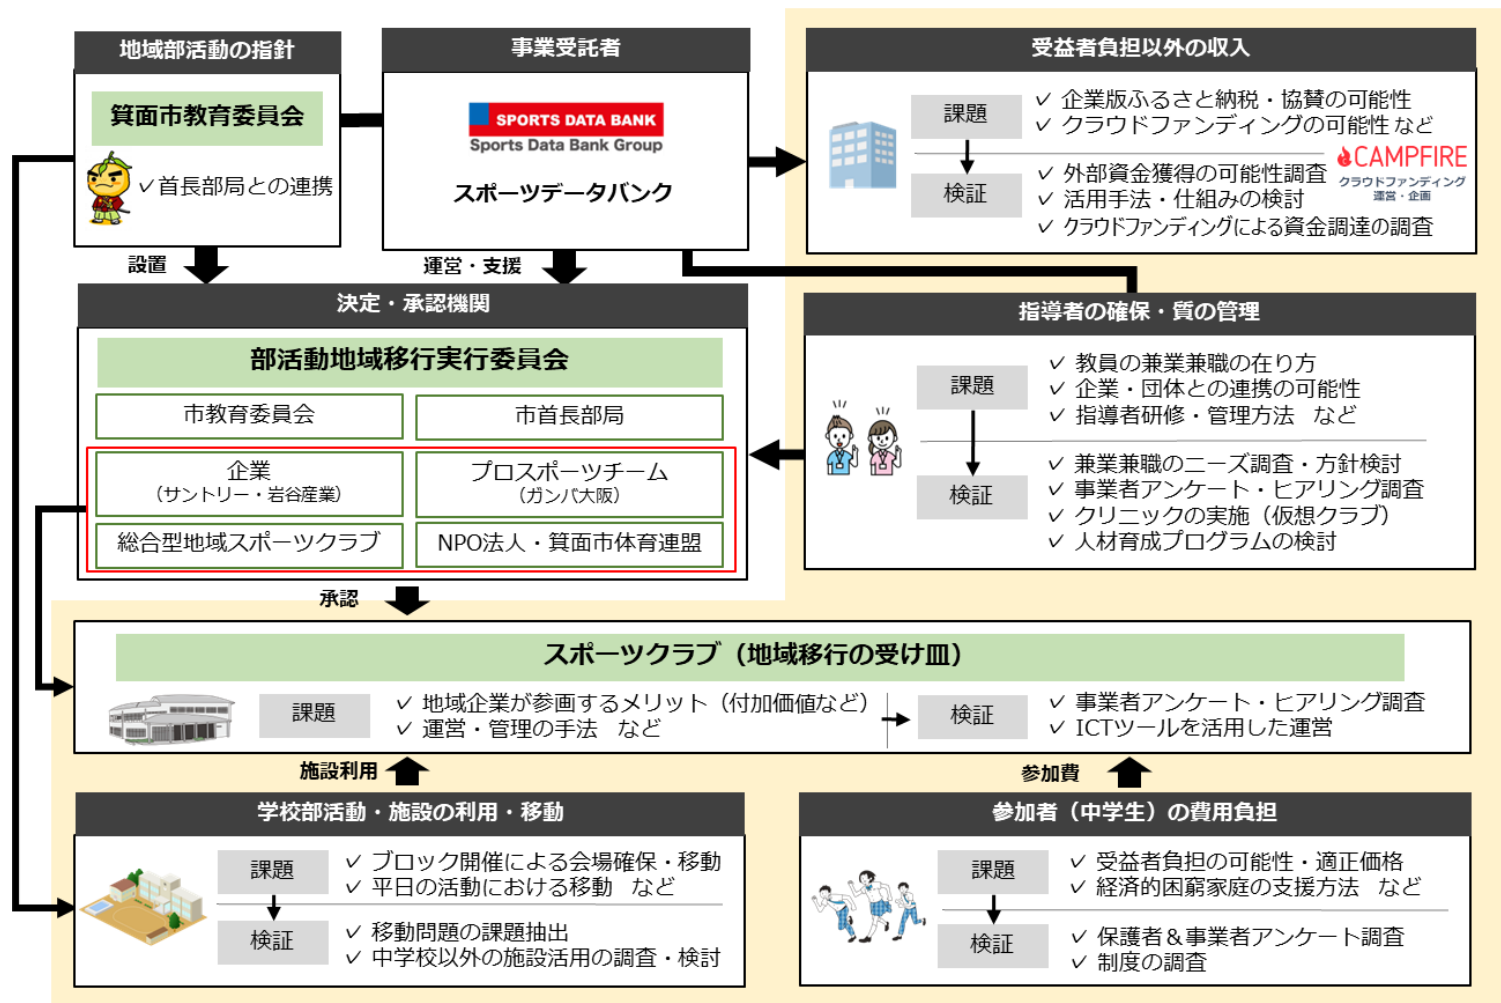 地域部活動の指針
箕面市教育委員会
✓首長部局との連携
事業受託者
SPORTS DATA BANK
Sports Data Bank Group
スポーツデータバンク
受益者負担以外の収入
課題
✓ 企業版ふるさと納税・協賛の可能性
✓ クラウドファンディングの可能性など
検証
✓ 外部資金獲得の可能性調査
✓ 活用手法・仕組みの検討
✓ クラウドファンディングによる資金調達の調査
CAMPFIRE
クラウドファンディング
運営・企画
設置
運営・支援
決定・承認機関
部活動地域移行実行委員会
市教育委員会
市首長部局
企業
（サントリー・岩谷産業）
プロスポーツチーム
（ガンバ大阪）
総合型地域スポーツクラブ
NPO法人・箕面市体育連盟
指導者の確保・質の管理
課題
✓ 教員の兼業兼職の在り方
✓ 企業・団体との連携の可能性
✓ 指導者研修・管理方法　など
検証
✓ 兼業兼職のニーズ調査・方針検討
✓ 事業者アンケート・ヒアリング調査
✓ クリニックの実施（仮想クラブ）
✓ 人材育成プログラムの検討
承認
スポーツクラブ（地域移行の受け皿）
課題
✓ 地域企業が参画するメリット（付加価値など）
✓ 運営・管理の手法　など
検証
✓ 事業者アンケート・ヒアリング調査
✓ ICTツールを活用した運営
施設利用
参加費
学校部活動・施設の利用・移動
課題
✓ ブロック開催による会場確保・移動
✓ 平日の活動における移動　など
検証
✓ 移動問題の課題抽出
✓ 中学校以外の施設活用の調査・検討
参加者（中学生）の費用負担
課題
✓ 受益者負担の可能性・適正価格
✓ 経済的困窮家庭の支援方法　など
検証
✓ 保護者＆事業者アンケート調査
✓ 制度の調査